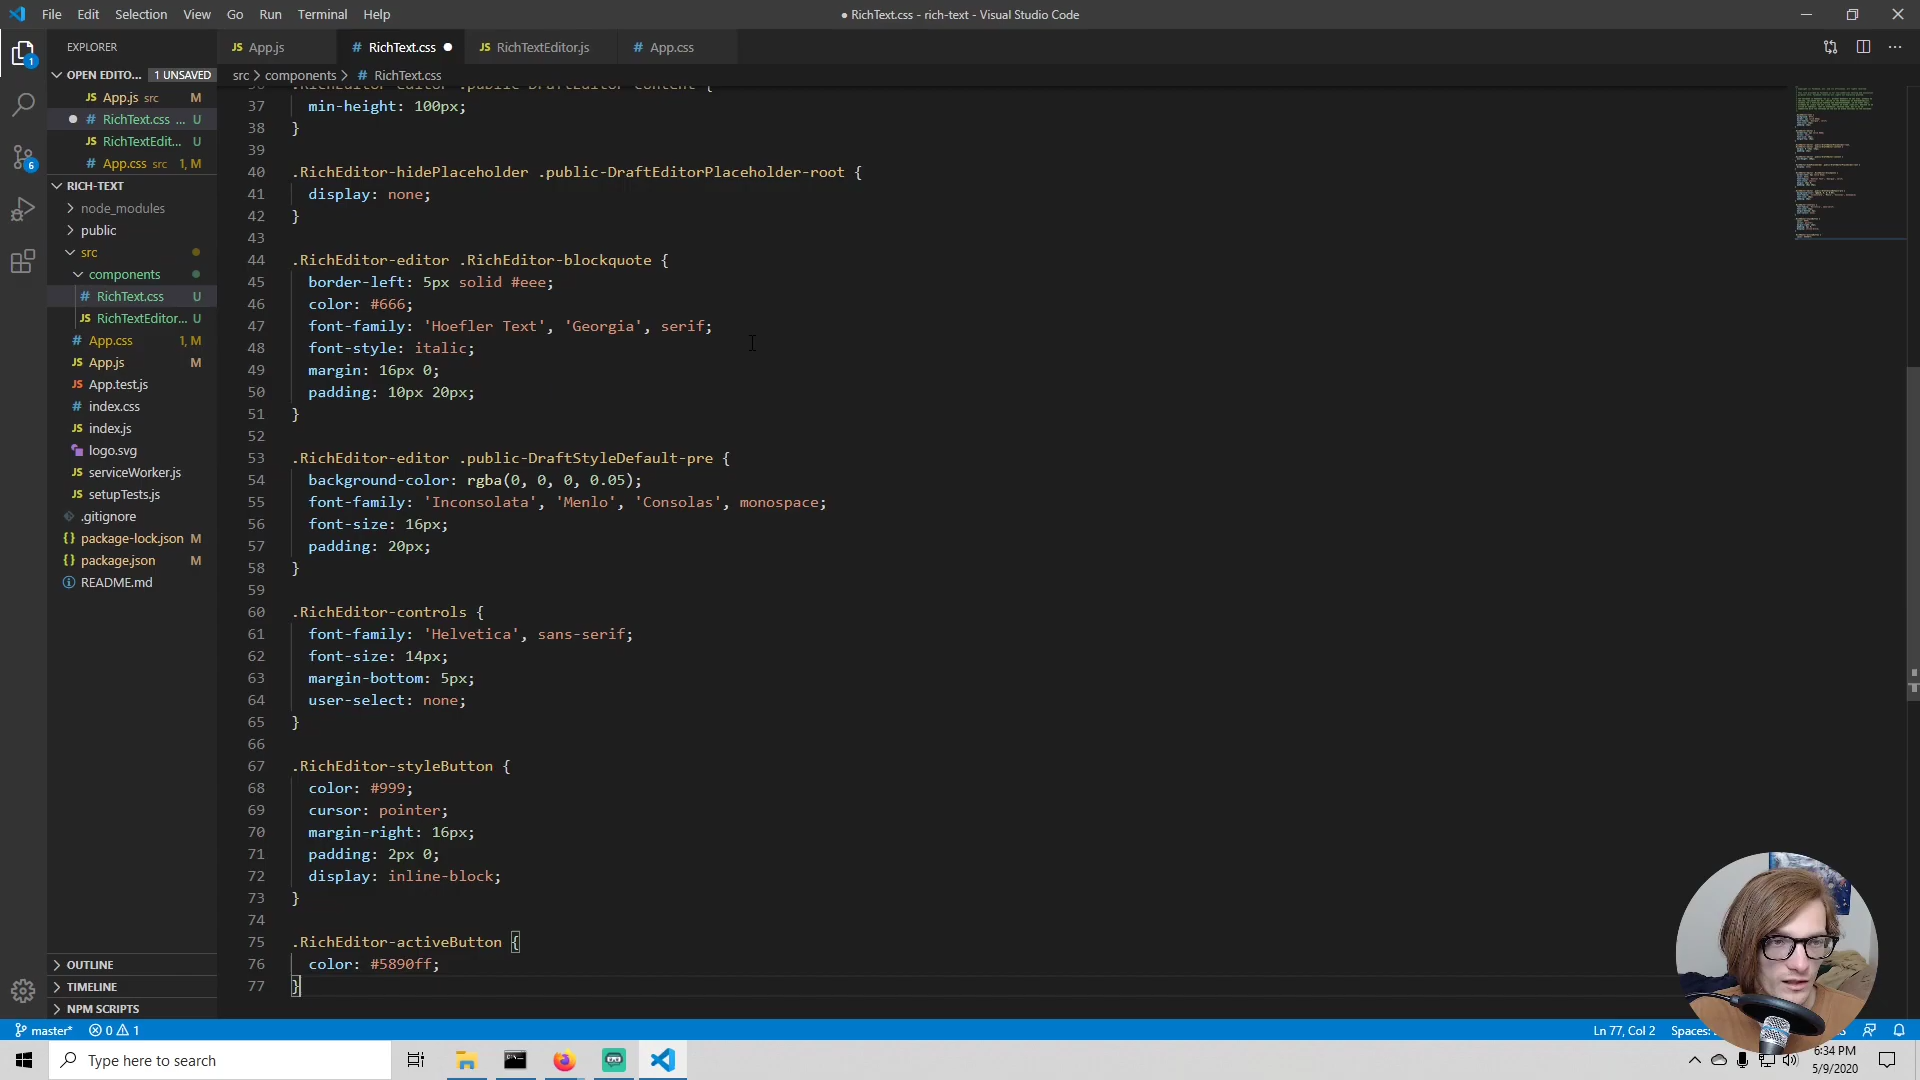 File Edit Selection View Go Run Terminal Help
● RichText.css - rich-text - Visual Studio Code
EXPLORER
JS App.js
# RichText.css ●
JS RichTextEditor.js
# App.css
OPEN EDITO... 1 UNSAVED
src > components > # RichText.css
JS App.js src M
● # RichText.css ... U
JS RichTextEdit... U
# App.css src 1, M
RICH-TEXT
node_modules
public
src
components
# RichText.css U
JS RichTextEditor... U
# App.css 1, M
JS App.js M
JS App.test.js
# index.css
JS index.js
logo.svg
JS serviceWorker.js
JS setupTests.js
.gitignore
{} package-lock.json M
{} package.json M
README.md
OUTLINE
TIMELINE
NPM SCRIPTS
1
6
37 min-height: 100px;
38 }
39
40 .RichEditor-hidePlaceholder .public-DraftEditorPlaceholder-root {
41 display: none;
42 }
43
44 .RichEditor-editor .RichEditor-blockquote {
45 border-left: 5px solid #eee;
46 color: #666;
47 font-family: 'Hoefler Text', 'Georgia', serif;
48 font-style: italic;
49 margin: 16px 0;
50 padding: 10px 20px;
51 }
52
53 .RichEditor-editor .public-DraftStyleDefault-pre {
54 background-color: rgba(0, 0, 0, 0.05);
55 font-family: 'Inconsolata', 'Menlo', 'Consolas', monospace;
56 font-size: 16px;
57 padding: 20px;
58 }
59
60 .RichEditor-controls {
61 font-family: 'Helvetica', sans-serif;
62 font-size: 14px;
63 margin-bottom: 5px;
64 user-select: none;
65 }
66
67 .RichEditor-styleButton {
68 color: #999;
69 cursor: pointer;
70 margin-right: 16px;
71 padding: 2px 0;
72 display: inline-block;
73 }
74
75 .RichEditor-activeButton {
76 color: #5890ff;
77 }
master* 0 1
Ln 77, Col 2 Spaces:
Type here to search
6:34 PM
5/9/2020